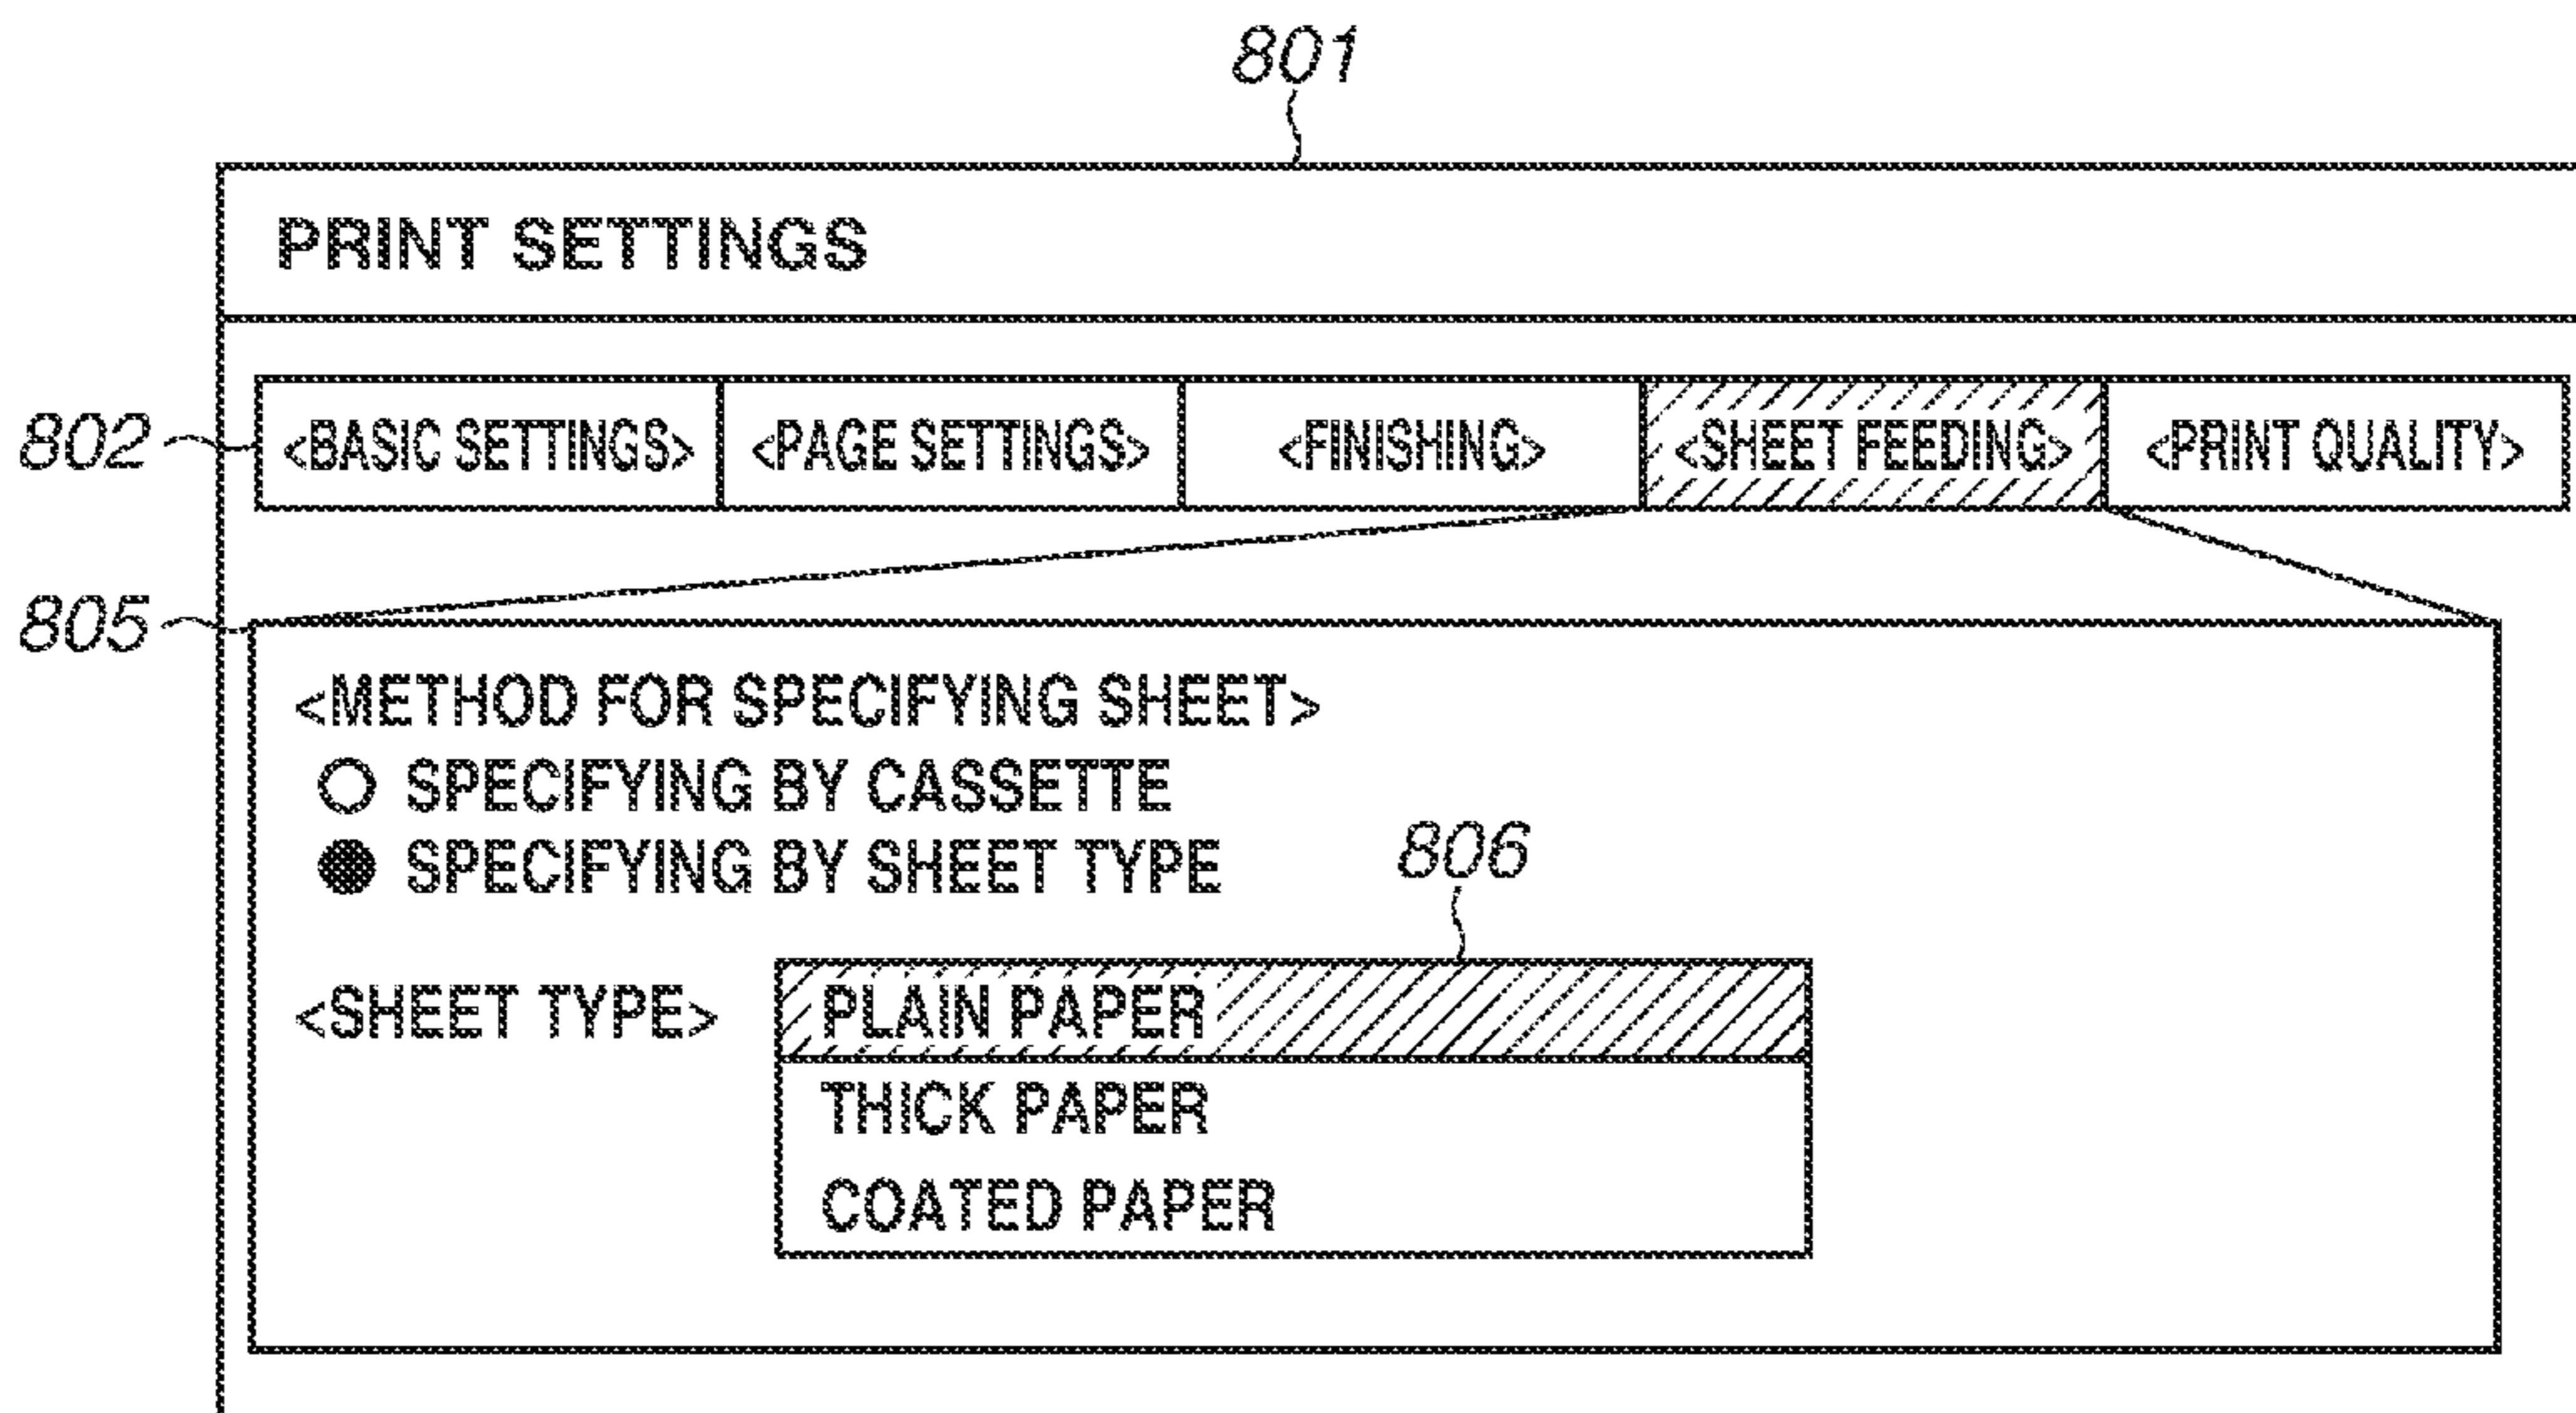 801
PRINT SETTINGS
802 <BASIC SETTINGS> <PAGE SETTINGS> <FINISHING> <SHEET FEEDING> <PRINT QUALITY>
805
<METHOD FOR SPECIFYING SHEET>
SPECIFYING BY CASSETTE
SPECIFYING BY SHEET TYPE
806
<SHEET TYPE> PLAIN PAPER
THICK PAPER
COATED PAPER